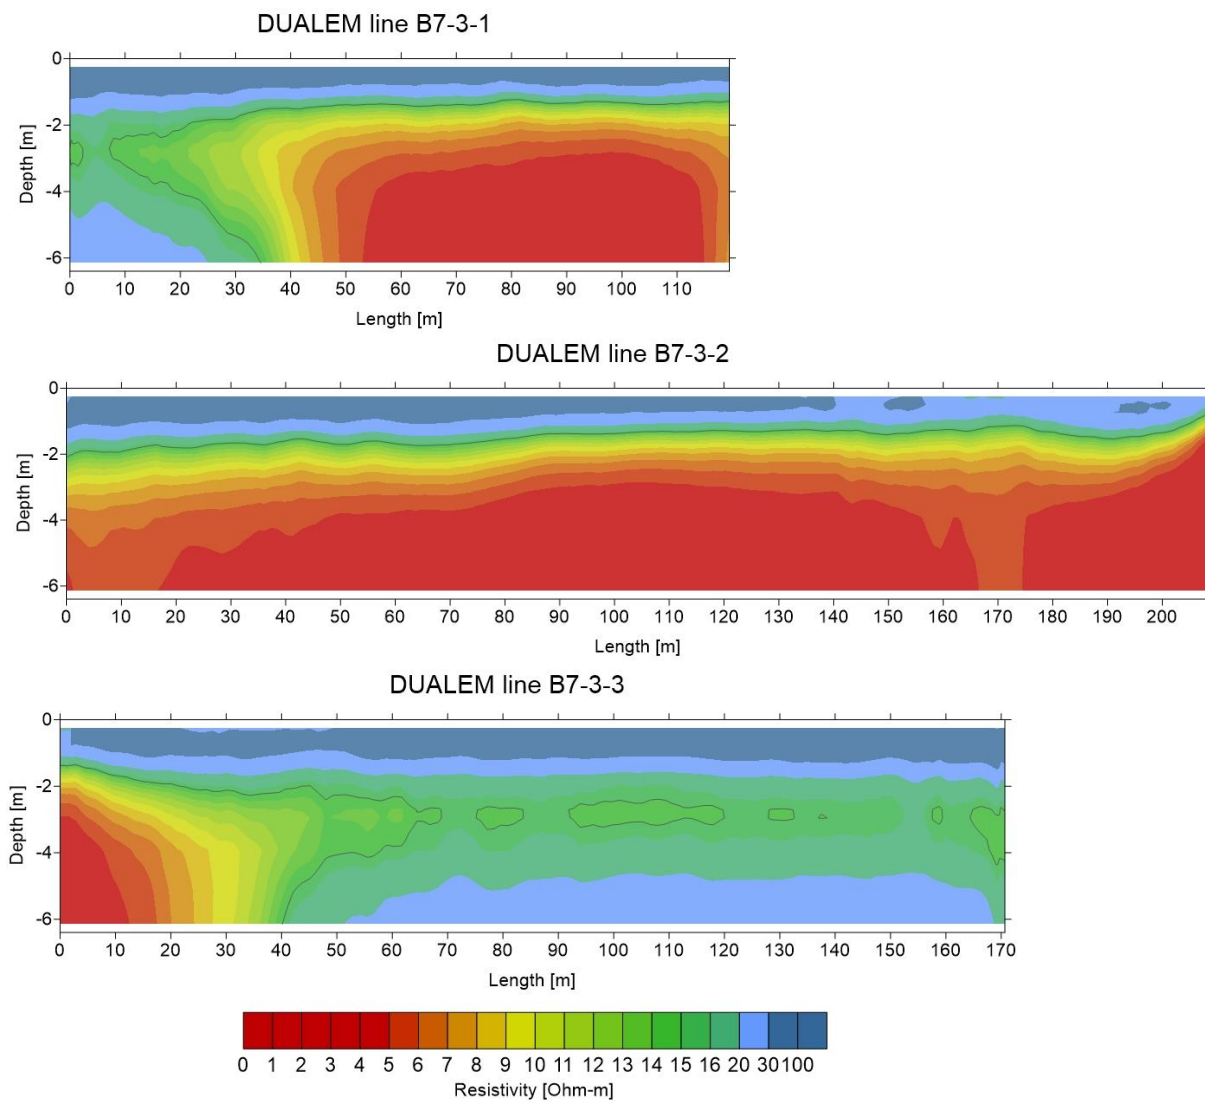 DUALEM line B7-3-1
0
-2
-4
-6
Depth [m]
0 10 20 30 40 50 60 70 80 90 100 110
Length [m]
DUALEM line B7-3-2
0
-2
-4
-6
Depth [m]
0 10 20 30 40 50 60 70 80 90 100 110 120 130 140 150 160 170 180 190 200
Length [m]
DUALEM line B7-3-3
0
-2
-4
-6
Depth [m]
0 10 20 30 40 50 60 70 80 90 100 110 120 130 140 150 160 170
Length [m]
0 1 2 3 4 5 6 7 8 9 10 11 12 13 14 15 16 20 30 100
Resistivity [Ohm-m]